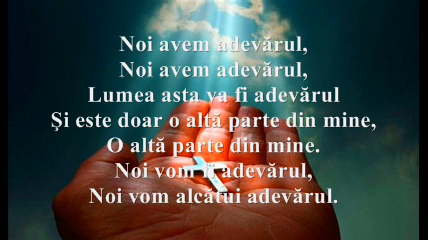 Noi avem adevărul,
Noi avem adevărul,
Lumea asta va fi adevărul
Şi este doar o altă parte din mine,
O altă parte din mine.
Noi vom fi adevărul,
Noi vom alcătui adevărul.